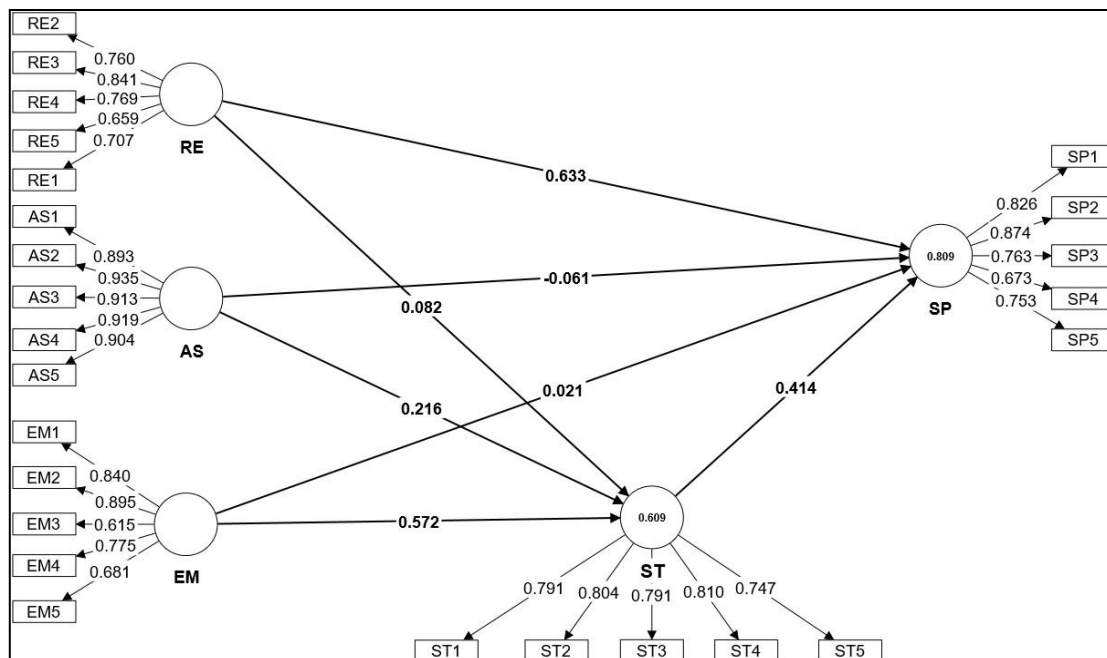 RE2
0.760
RE3
0.841
RE4
0.769
RE5
0.659
RE1
0.707
RE
AS1
0.893
AS2
0.935
AS3
0.913
AS4
0.919
AS5
0.904
AS
EM1
0.840
EM2
0.895
EM3
0.615
EM4
0.775
EM5
0.681
EM
0.633
-0.061
0.082
0.021
0.216
0.414
0.572
0.809
SP
SP1
0.826
SP2
0.874
SP3
0.763
SP4
0.673
SP5
0.753
0.609
ST
0.791
0.804
0.791
0.810
0.747
ST1
ST2
ST3
ST4
ST5